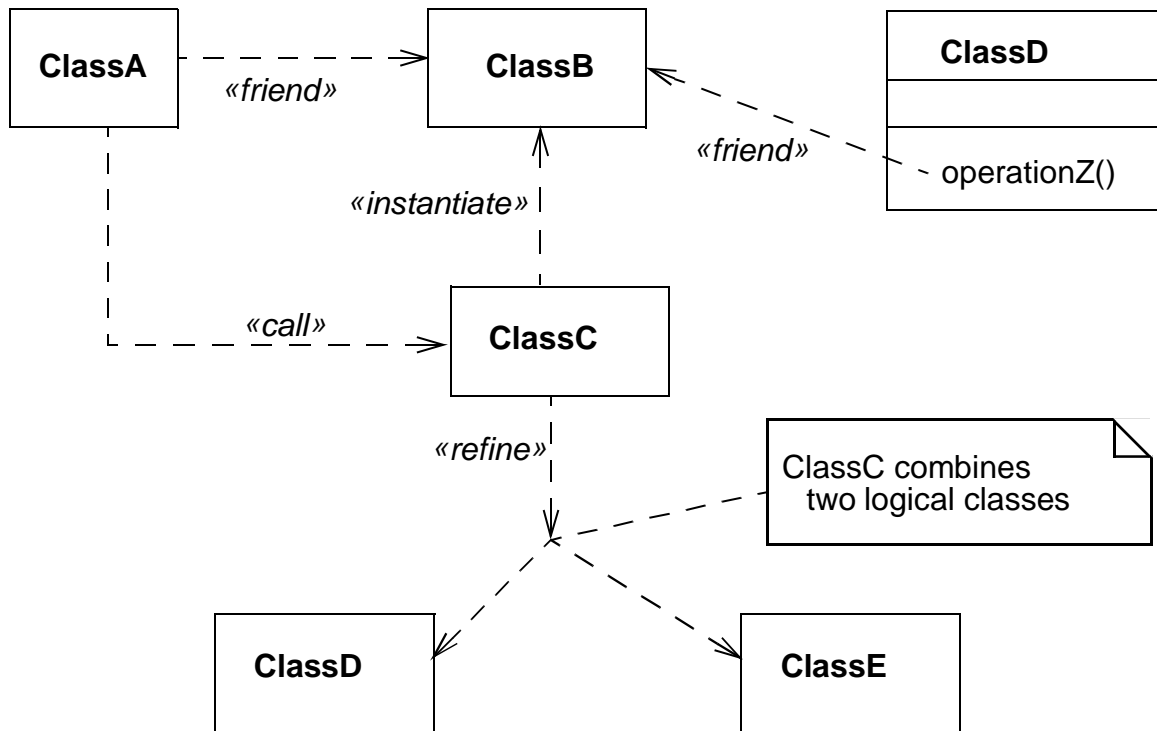 ClassA
ClassB
ClassD
«friend»
«friend»
operationZ()
«instantiate»
«call»
ClassC
«refine»
ClassC combines
two logical classes
ClassD
ClassE